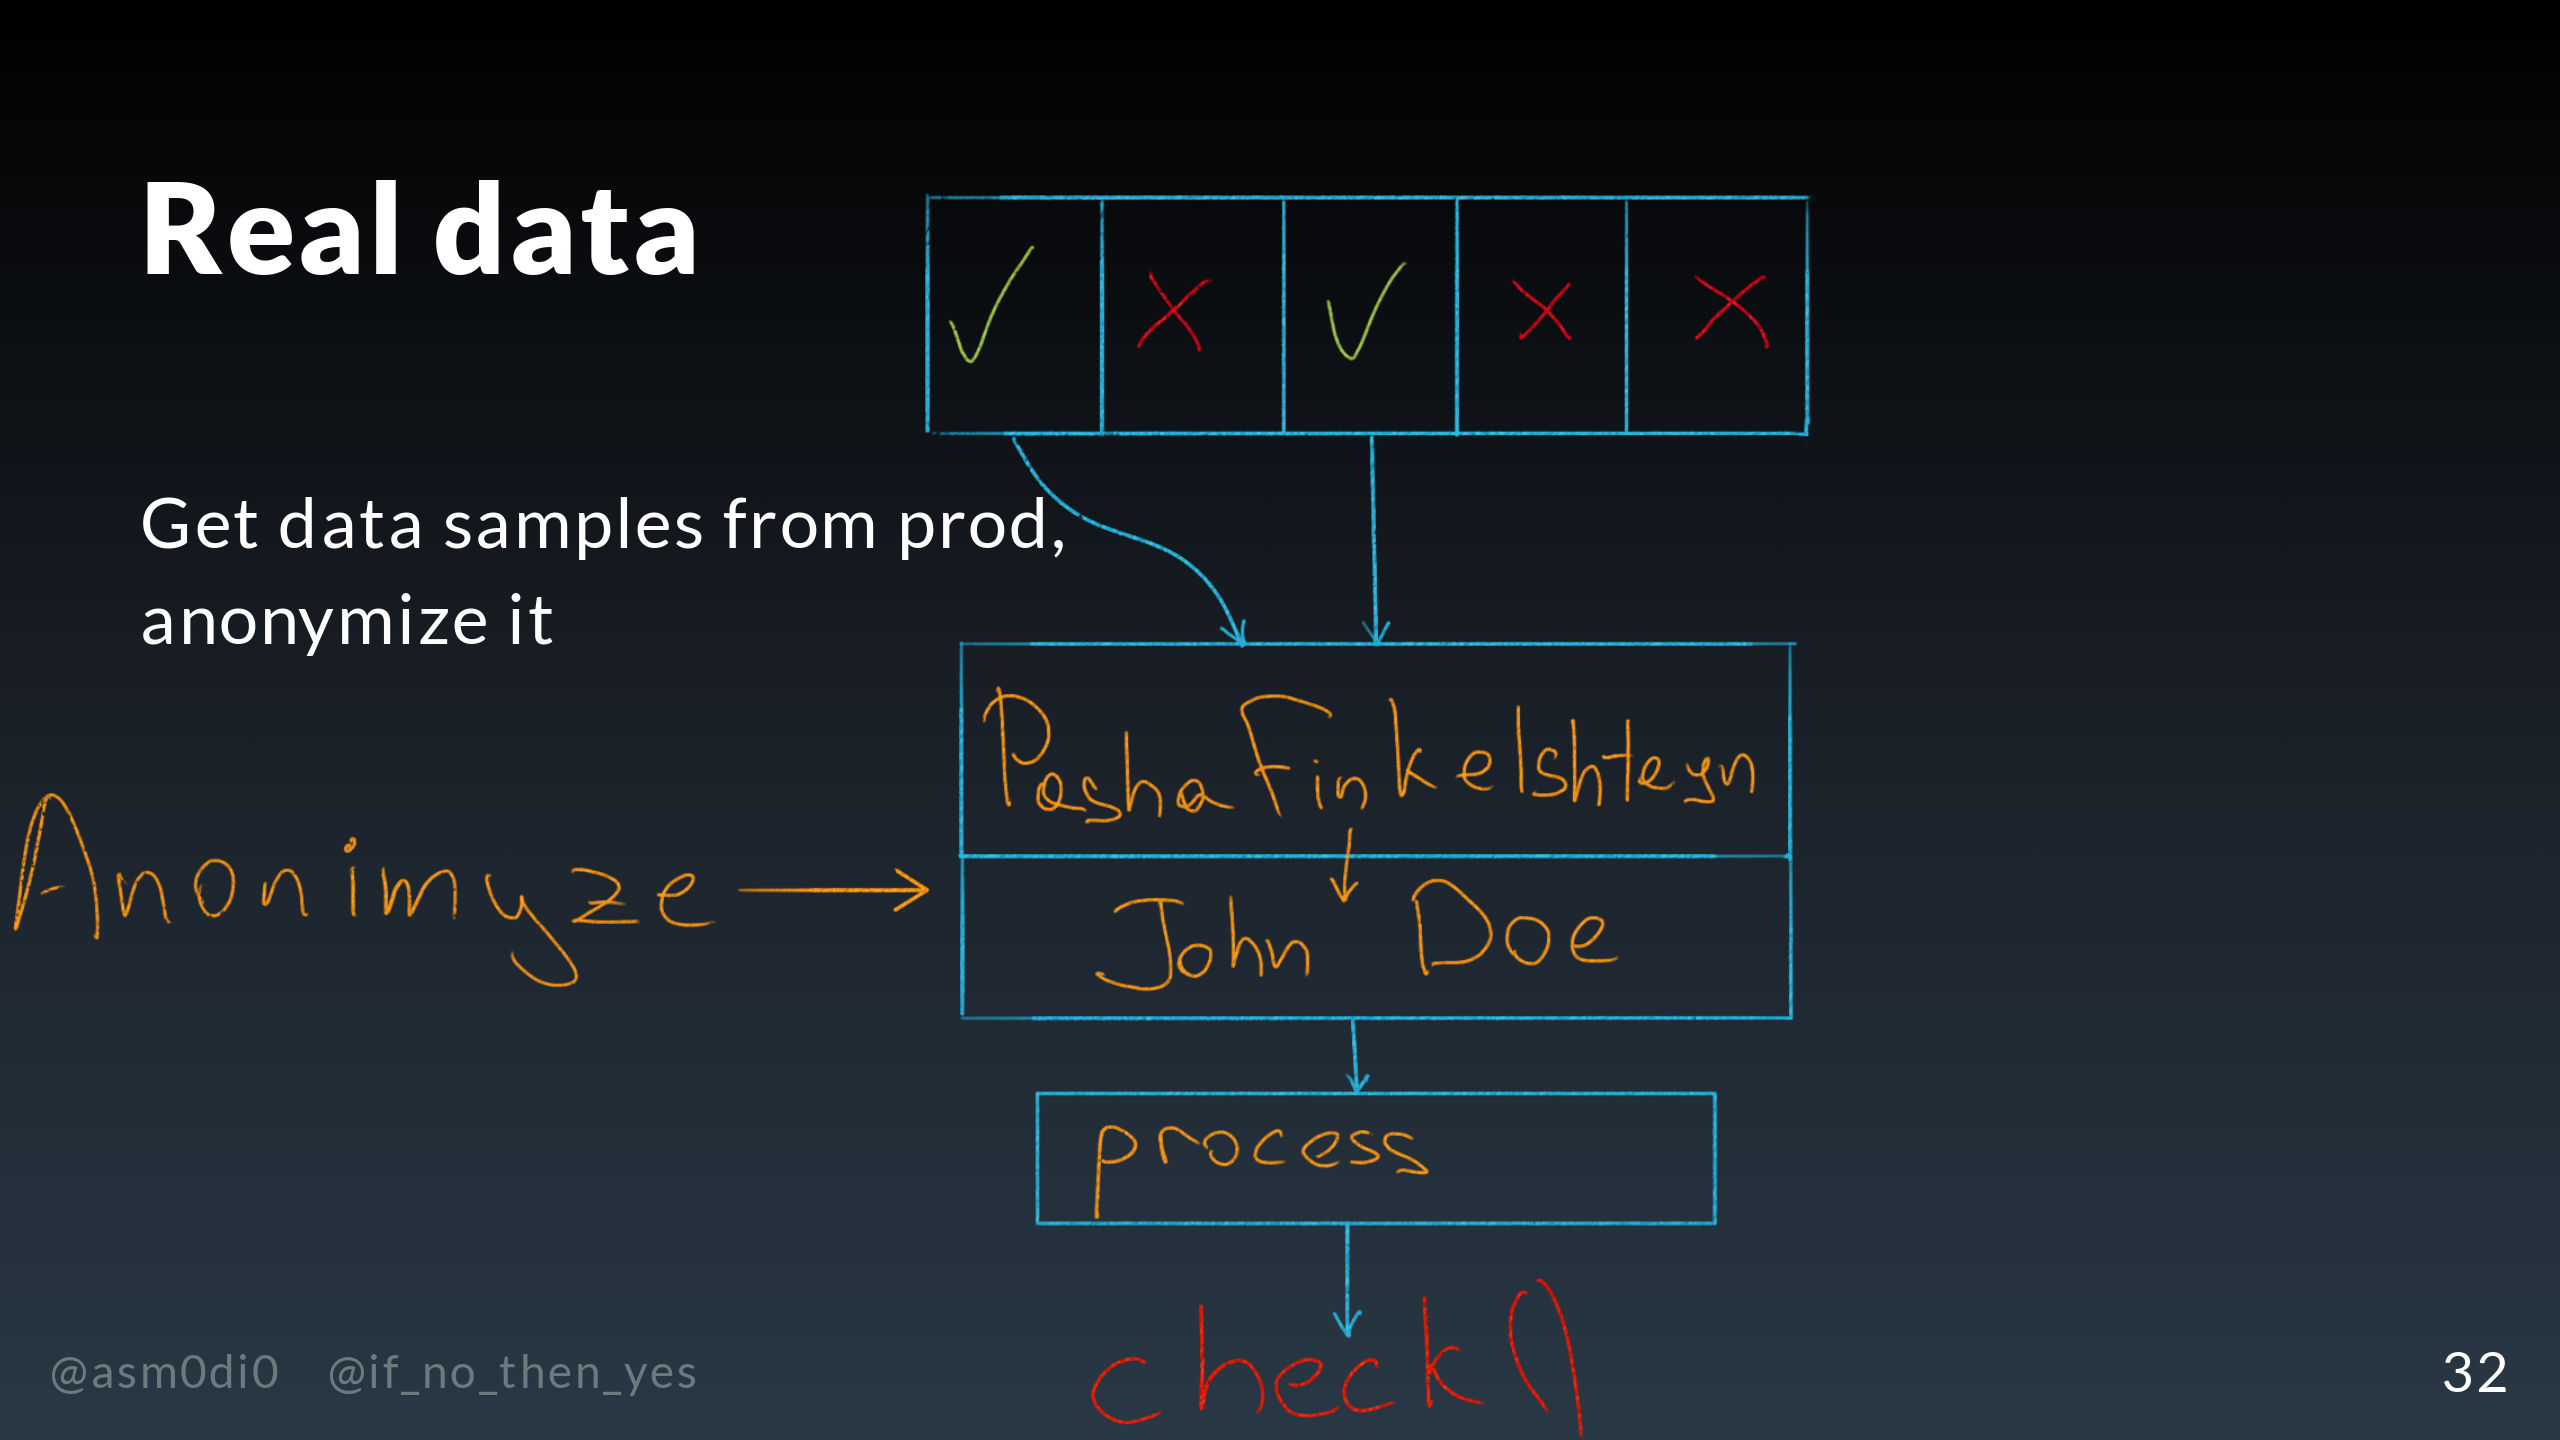 Real data
Get data samples from prod,
anonymize it
Pasha Finkelshteyn
Anonimyze
John Doe
process
check()
@asm0di0 @if_no_then_yes
32